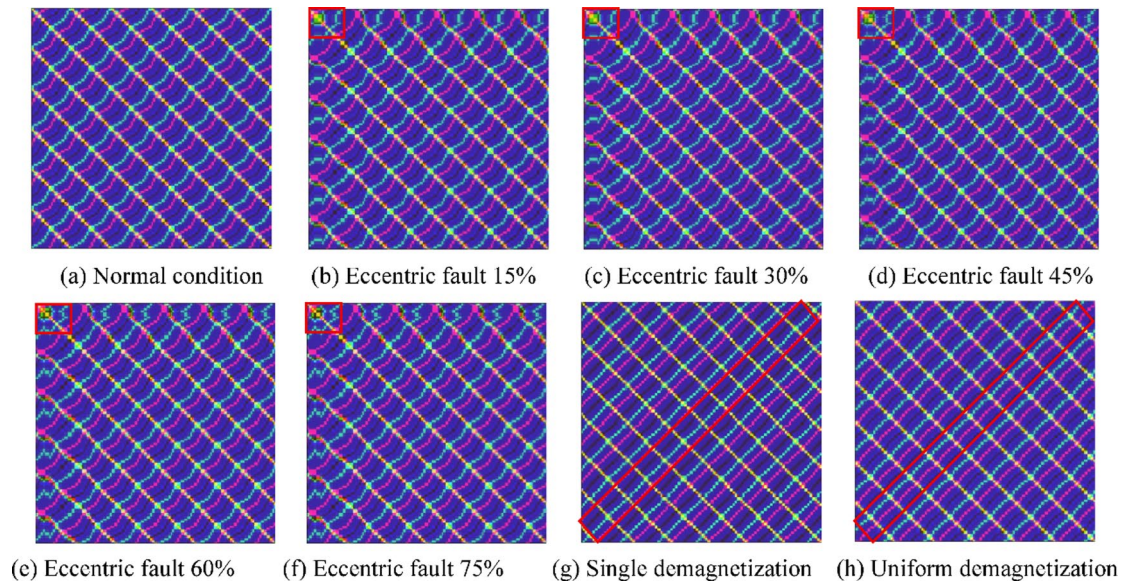 (a) Normal condition
(b) Eccentric fault 15%
(c) Eccentric fault 30%
(d) Eccentric fault 45%
(e) Eccentric fault 60%
(f) Eccentric fault 75%
(g) Single demagnetization
(h) Uniform demagnetization